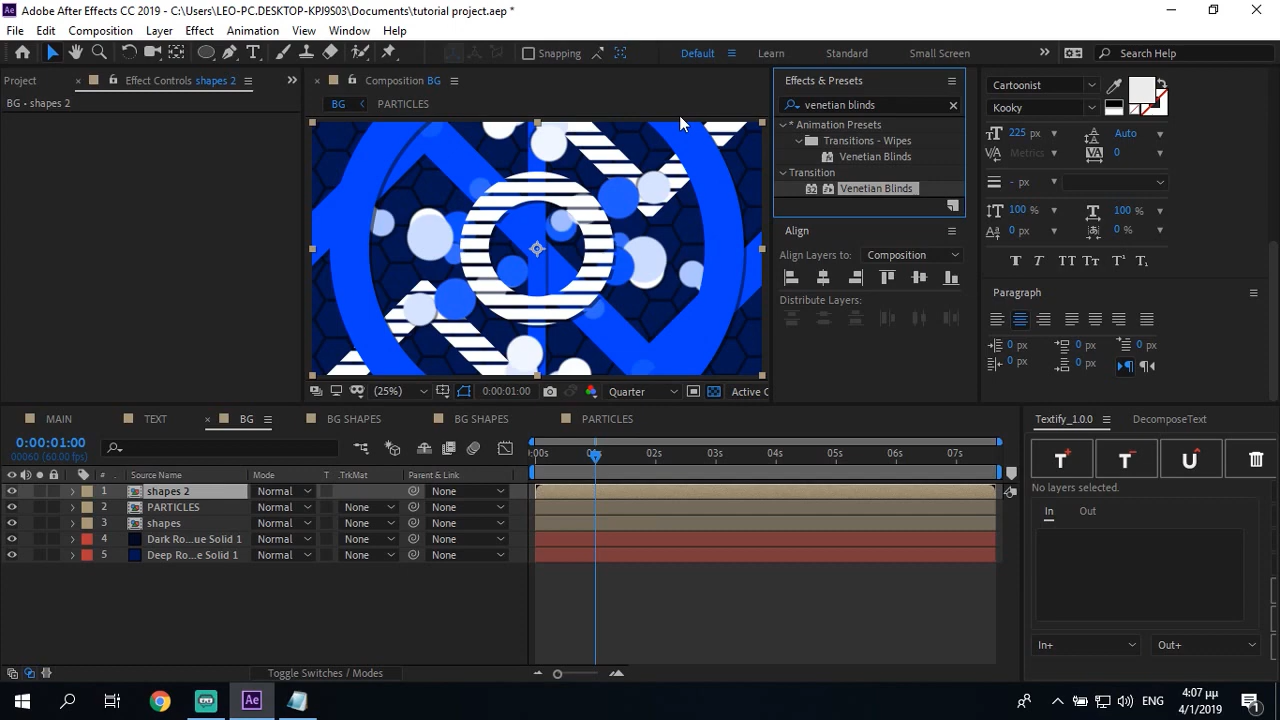 Adobe After Effects CC 2019 - C:\Users\LEO-PC.DESKTOP-KPJ9S03\Documents\tutorial project.aep *
File Edit Composition Layer Effect Animation View Window Help
Snapping Default Learn Standard Small Screen Search Help
Project Effect Controls shapes 2 Composition BG Effects & Presets Cartoonist
BG • shapes 2 BG PARTICLES venetian blinds Kooky
* Animation Presets 225 px Auto
Transitions - Wipes Metrics 0
Venetian Blinds
Transition - px
Venetian Blinds
100 % 100 %
0 px 0 %
Align
Align Layers to: Composition T T TT Tr T T
Distribute Layers: Paragraph
0 px 0 px 0 px
0 px 0 px
(25%) 0:00:01:00 Quarter Active C
MAIN TEXT BG BG SHAPES BG SHAPES PARTICLES Textify_1.0.0 DecomposeText
0:00:01:00
00060 (60.00 fps)
:00s 02s 03s 04s 05s 06s 07s
# Source Name Mode T .TrkMat Parent & Link
1 shapes 2 Normal None
2 PARTICLES Normal None None
3 shapes Normal None None
4 Dark Ro...ue Solid 1 Normal None None
5 Deep Ro...e Solid 1 Normal None None
No layers selected.
In Out
In+ Out+
Toggle Switches / Modes
Ae ENG 4:07 μμ
4/1/2019
1